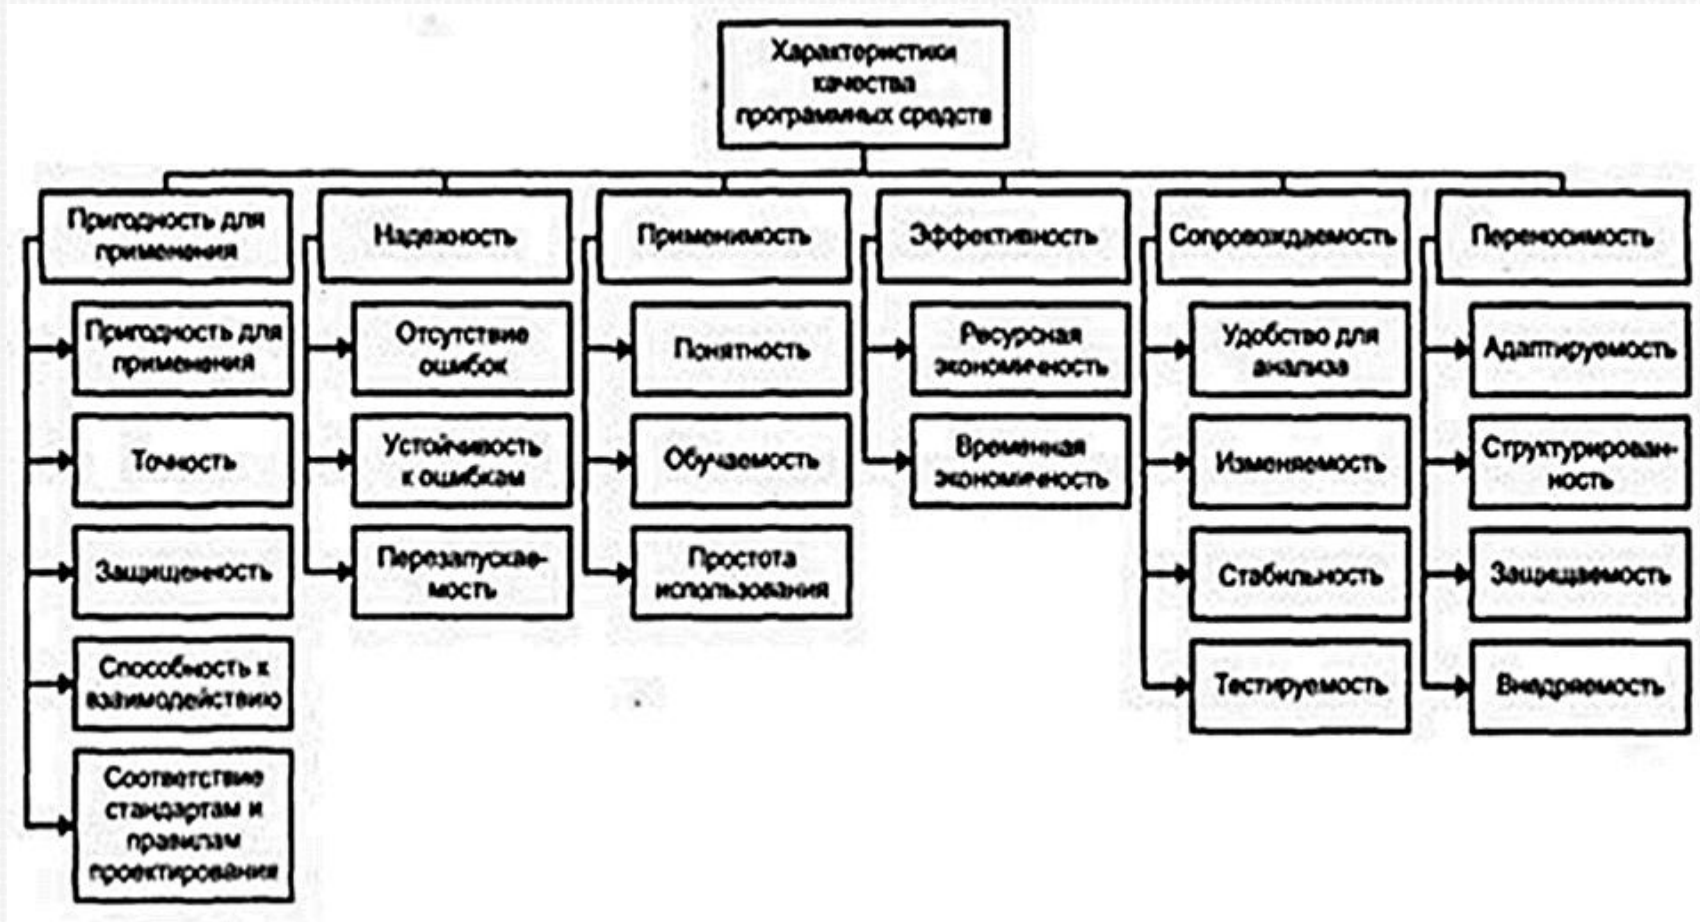 Характеристики
качества
программных средств
Пригодность для
применения
Пригодность для
применения
Точность
Защищенность
Способность к
взаимодействию
Соответствие
стандартам и
правилам
проектирования
Надежность
Отсутствие
ошибок
Устойчивость
к ошибкам
Перезапускае-
мость
Применимость
Понятность
Обучаемость
Простота
использования
Эффективность
Ресурсная
экономичность
Временная
экономичность
Сопровождаемость
Удобство для
анализа
Изменяемость
Стабильность
Тестируемость
Переносимость
Адаптируемость
Структурирован-
ность
Защищаемость
Внедряемость